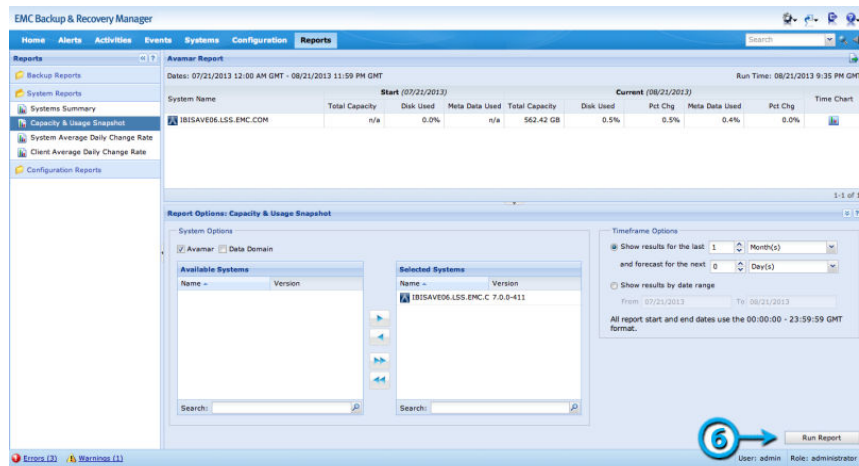 EMC Backup & Recovery Manager
Home Alerts Activities Events Systems Configuration Reports
Search
Reports
Backup Reports
System Reports
Systems Summary
Capacity & Usage Snapshot
System Average Daily Change Rate
Client Average Daily Change Rate
Configuration Reports
Avamar Report
Dates: 07/21/2013 12:00 AM GMT - 08/21/2013 11:59 PM GMT
Run Time: 08/21/2013 9:35 PM GMT
System Name
Start (07/21/2013)
Current (08/21/2013)
Time Chart
Total Capacity Disk Used Meta Data Used Total Capacity Disk Used Pct Chg Meta Data Used Pct Chg
IBISAVE06.LSS.EMC.COM n/a 0.0% n/a 562.42 GB 0.5% 0.5% 0.4% 0.0%
1-1 of 1
Report Options: Capacity & Usage Snapshot
System Options
Avamar Data Domain
Available Systems
Name Version
Search:
Selected Systems
Name Version
IBISAVE06.LSS.EMC.C 7.0.0-411
Search:
Timeframe Options
Show results for the last 1 Month(s)
and forecast for the next 0 Day(s)
Show results by date range
From 07/21/2013 To 08/21/2013
All report start and end dates use the 00:00:00 - 23:59:59 GMT
format.
6
Run Report
Errors (3) Warnings (1)
User: admin Role: administrator